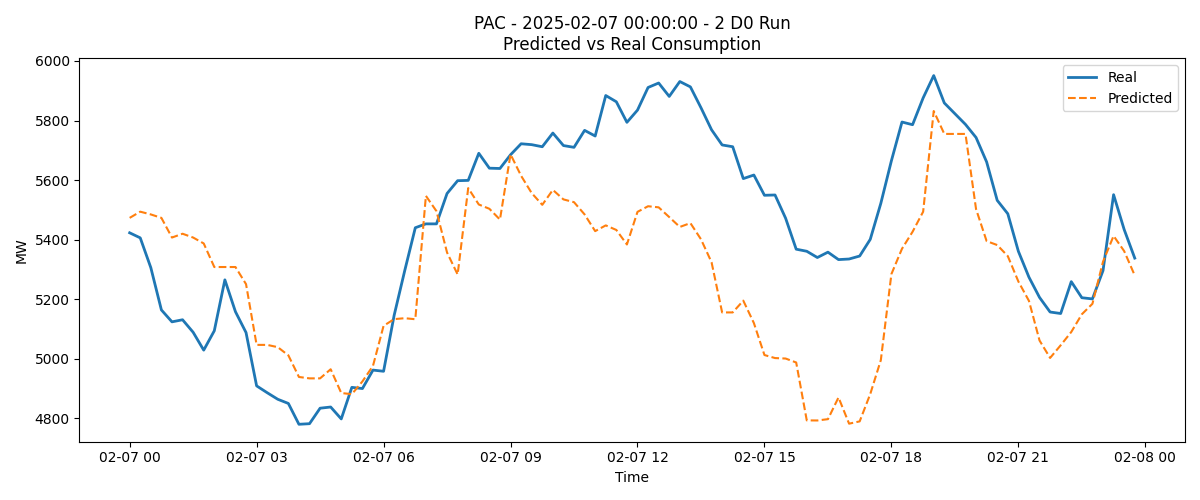 PAC - 2025-02-07 00:00:00 - 2 D0 Run
Predicted vs Real Consumption
6000
5800
5600
5400
5200
5000
4800
MW
Real
Predicted
02-07 00
02-07 03
02-07 06
02-07 09
02-07 12
02-07 15
02-07 18
02-07 21
02-08 00
Time